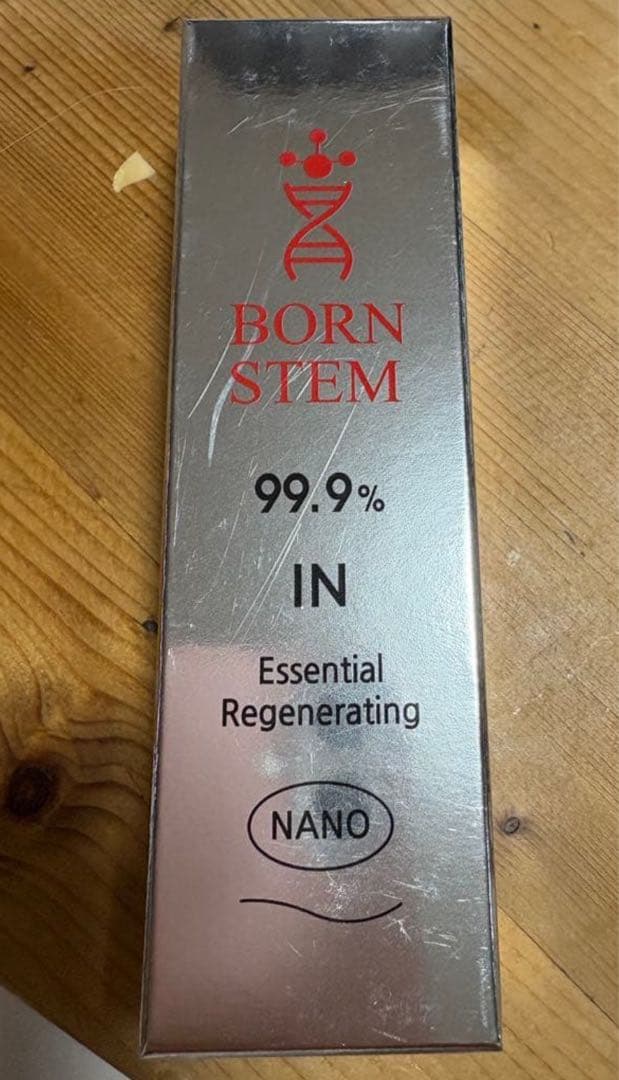 BORN
STEM
99.9%
IN
Essential
Regenerating
NANO